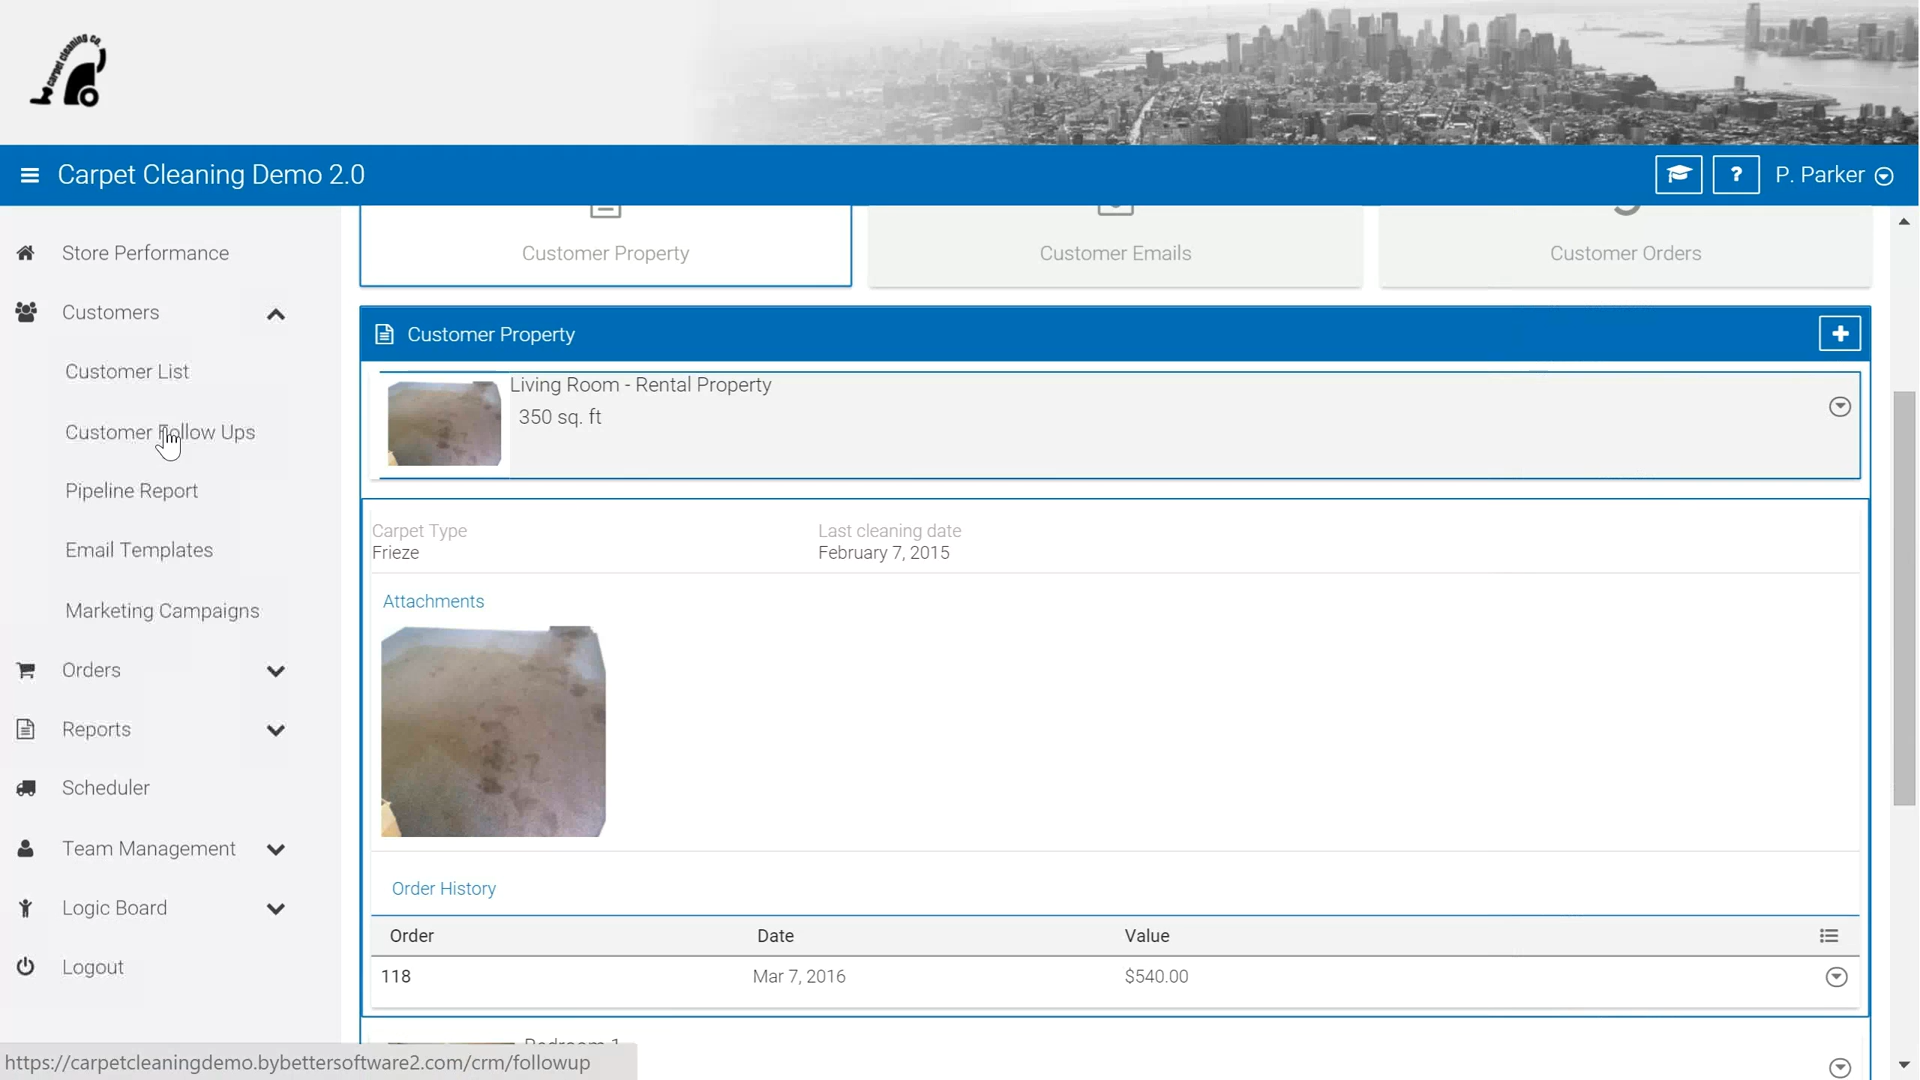 carpet cleaning co.
Carpet Cleaning Demo 2.0
?
P. Parker
Store Performance
Customers
Customer List
Customer Follow Ups
Pipeline Report
Email Templates
Marketing Campaigns
Orders
Reports
Scheduler
Team Management
Logic Board
Logout
Customer Property
Customer Emails
Customer Orders
Customer Property
Living Room - Rental Property
350 sq. ft
Carpet Type
Last cleaning date
Frieze
February 7, 2015
Attachments
Order History
Order Date Value
118 Mar 7, 2016 $540.00
Bedroom 1
https://carpetcleaningdemo.bybettersoftware2.com/crm/followup